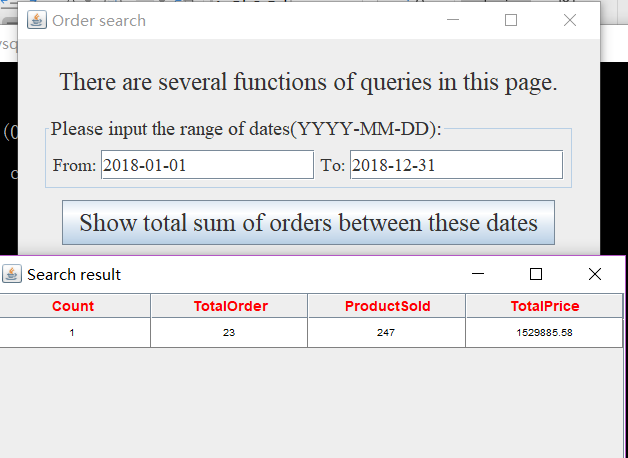 Order search
There are several functions of queries in this page.
Please input the range of dates(YYYY-MM-DD):
From: 2018-01-01 To: 2018-12-31
Show total sum of orders between these dates
Search result
Count TotalOrder ProductSold TotalPrice
1 23 247 1529885.58